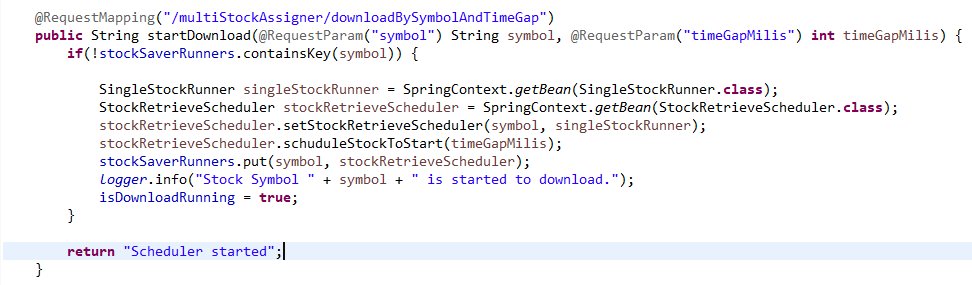 @RequestMapping("/multiStockAssigner/downloadBySymbolAndTimeGap")
public String startDownload(@RequestParam("symbol") String symbol, @RequestParam("timeGapMilis") int timeGapMilis) {
if(!stockSaverRunners.containsKey(symbol)) {
SingleStockRunner singleStockRunner = SpringContext.getBean(SingleStockRunner.class);
StockRetrieveScheduler stockRetrieveScheduler = SpringContext.getBean(StockRetrieveScheduler.class);
stockRetrieveScheduler.setStockRetrieveScheduler(symbol, singleStockRunner);
stockRetrieveScheduler.schuduleStockToStart(timeGapMilis);
stockSaverRunners.put(symbol, stockRetrieveScheduler);
logger.info("Stock Symbol " + symbol + " is started to download.");
isDownloadRunning = true;
}
return "Scheduler started";
}